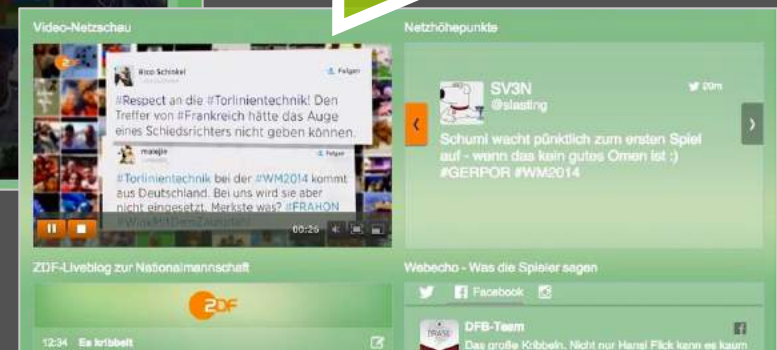 Video-Netzschau
ZDF
Rico Schinkel
Folgen
#Respect an die #Torlinientechnik! Den
Treffer von #Frankreich hätte das Auge
eines Schiedsrichters nicht geben können.
malejin
Folgen
#Torlinientechnik bei der #WM2014 kommt
aus Deutschland. Bei uns wird sie aber
nicht eingesetzt. Merkste was? #FRAHON
#WinkMitDemZaunpfahl
00:26
Netzhöhepunkte
SV3N
20m
@slasting
Schumi wacht pünktlich zum ersten Spiel
auf - wenn das kein gutes Omen ist :)
#GERPOR #WM2014
ZDF-Liveblog zur Nationalmannschaft
ZDF
12:34 Es kribbelt
Webecho - Was die Spieler sagen
Facebook
DFB-Team
Das große Kribbeln. Nicht nur Hansi Flick kann es kaum